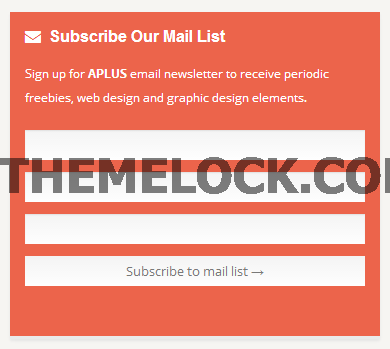 Subscribe Our Mail List
Sign up for APLUS email newsletter to receive periodic
freebies, web design and graphic design elements.
THEMELOCK.CO
Subscribe to mail list →